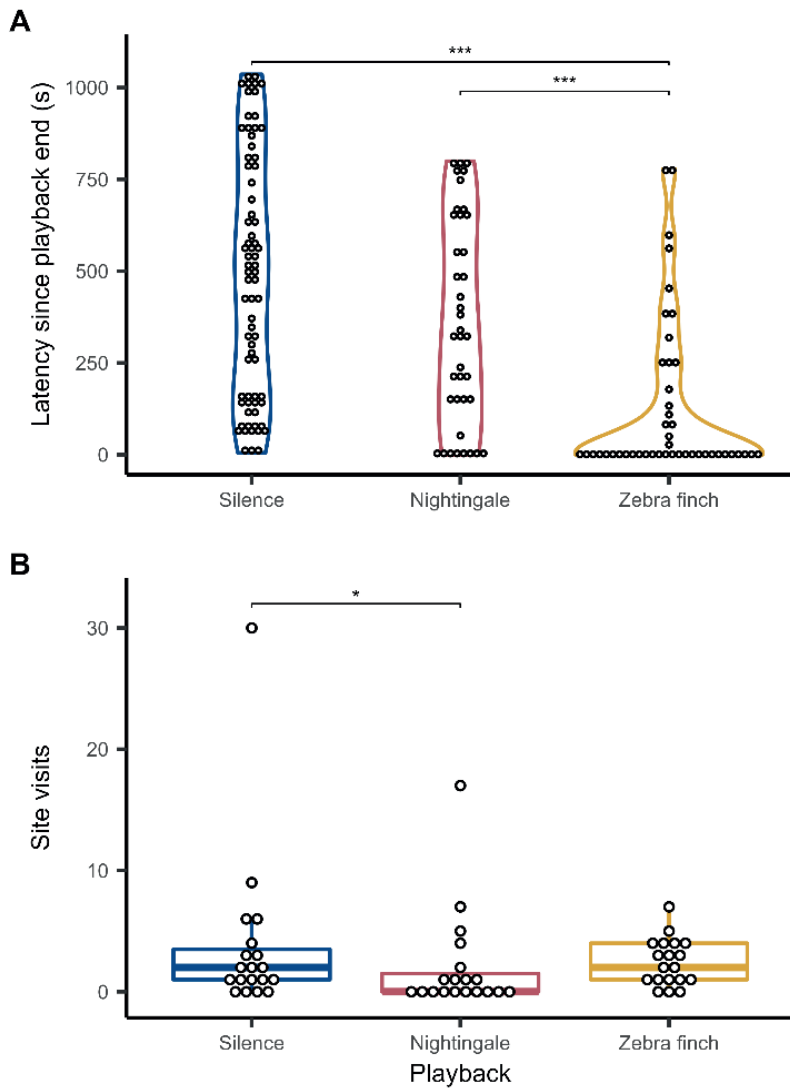 A
***
***
Latency since playback end (s)
1000
750
500
250
0
Silence Nightingale Zebra finch
B
*
Site visits
30
20
10
0
Silence Nightingale Zebra finch
Playback